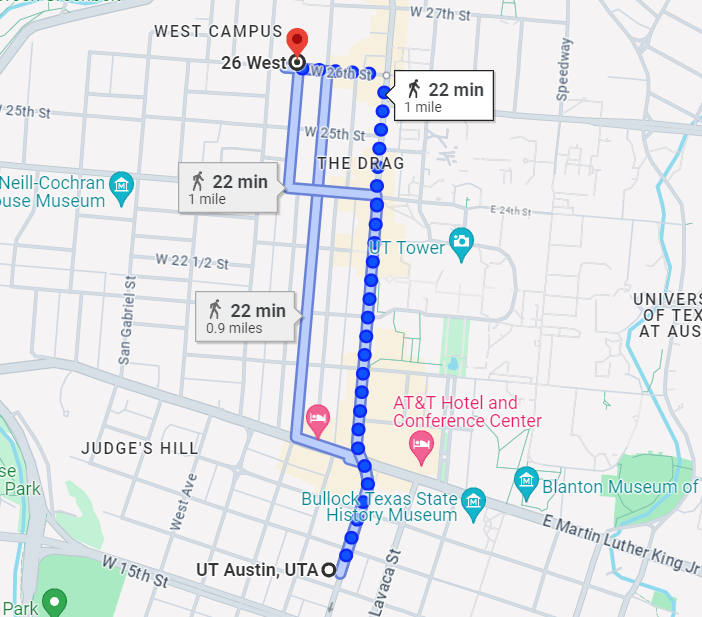 W 27th St
WEST CAMPUS
26 West
W 26th St
Speedway
22 min
1 mile
25th St
W 25th St
THE DRAG
22 min
1 mile
Neill-Cochran
ouse Museum
E 24th St
UT Tower
W 22 1/2 St
22 min
0.9 miles
San Gabriel St
UNIVERS
OF TEX
AT AUS
AT&T Hotel and
Conference Center
JUDGE'S HILL
se
Park
West Ave
Bullock Texas State
History Museum
Blanton Museum of
E Martin Luther King Jr
W 15th St
UT Austin, UTA
Lavaca St
Park